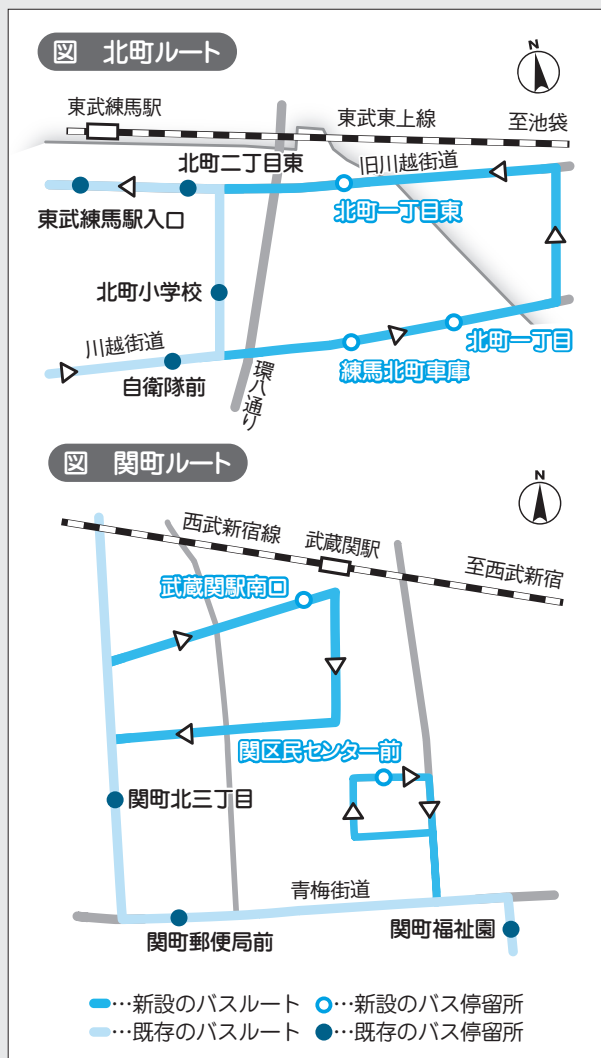 図　北町ルート
N
東武練馬駅
東武東上線
至池袋
北町二丁目東
旧川越街道
東武練馬駅入口
北町一丁目東
北町小学校
川越街道
北町一丁目
自衛隊前
練馬北町車庫
環八通り
図　関町ルート
N
西武新宿線
武蔵関駅
至西武新宿
武蔵関駅南口
関区民センター前
関町北三丁目
青梅街道
関町郵便局前
関町福祉園
…新設のバスルート …新設のバス停留所
…既存のバスルート …既存のバス停留所